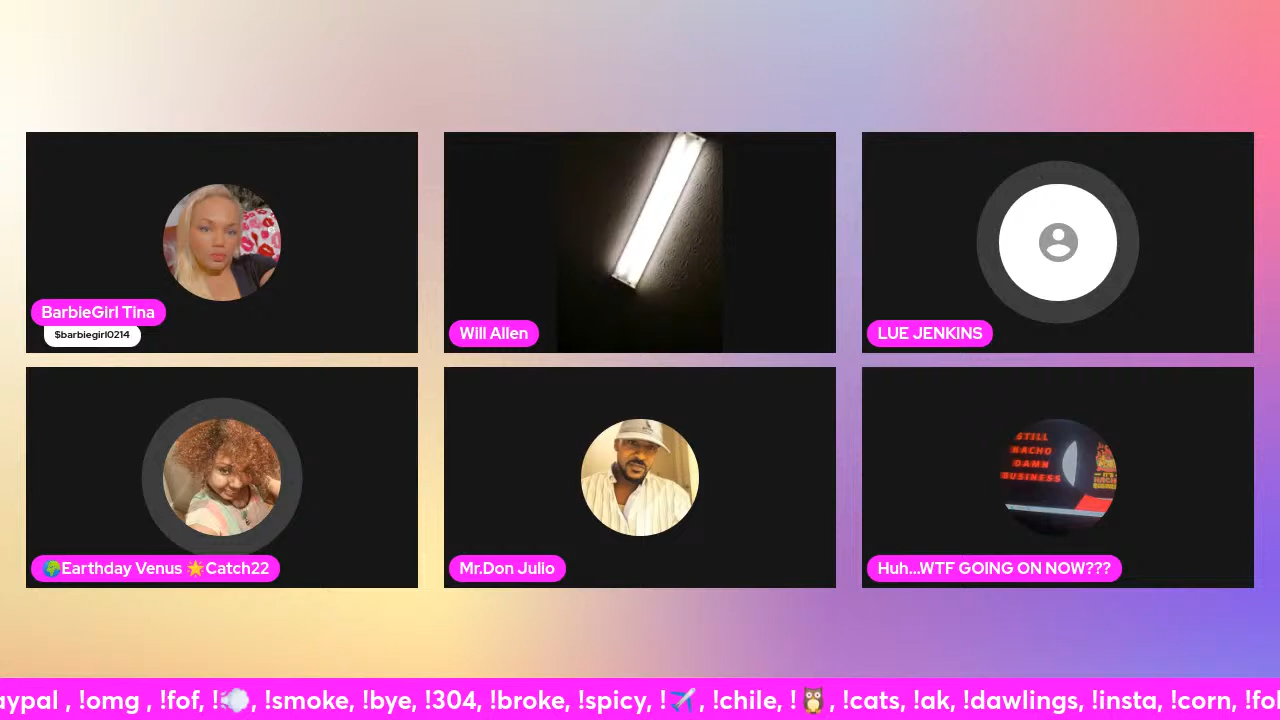 BarbieGirl Tina
$barbiegirl0214
Will Allen
LUE JENKINS
🌍Earthday Venus 🌟Catch22
Mr.Don Julio
STILL
NACHO
DAMN
BUSINESS
Huh...WTF GOING ON NOW???
aypal , !omg , !fof, !💨, !smoke, !bye, !304, !broke, !spicy, !✈️, !chile, !🦉, !cats, !ak, !dawlings, !insta, !corn, !fo